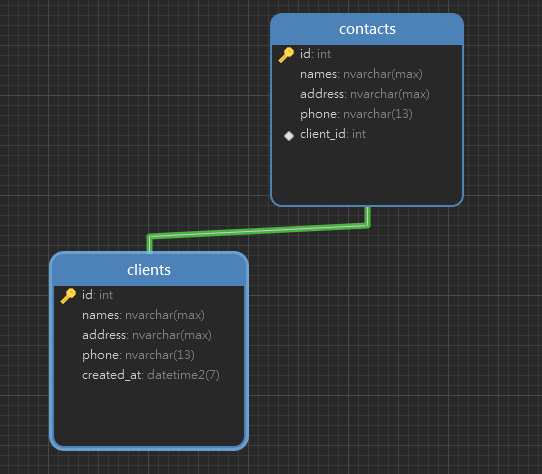 contacts
id: int
names: nvarchar(max)
address: nvarchar(max)
phone: nvarchar(13)
client_id: int
clients
id: int
names: nvarchar(max)
address: nvarchar(max)
phone: nvarchar(13)
created_at: datetime2(7)